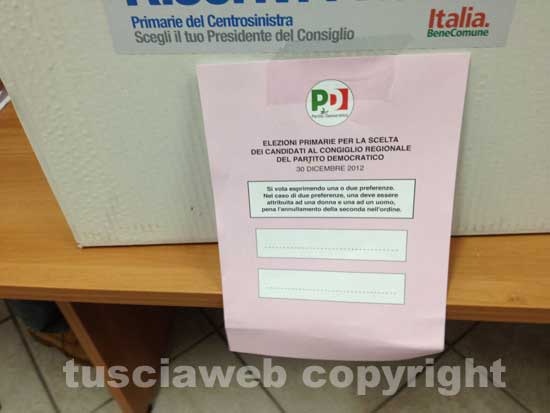 Primarie del Centrosinistra
Scegli il tuo Presidente del Consiglio
Italia.
BeneComune
PD
Partito Democratico
ELEZIONI PRIMARIE PER LA SCELTA
DEI CANDIDATI AL CONGIGLIO REGIONALE
DEL PARTITO DEMOCRATICO
30 DICEMBRE 2012
Si vota esprimendo una o due preferenze.
Nel caso di due preferenze, una deve essere
attribuita ad una donna e una ad un uomo,
pena l'annullamento della seconda nell'ordine.
tusciaweb copyright